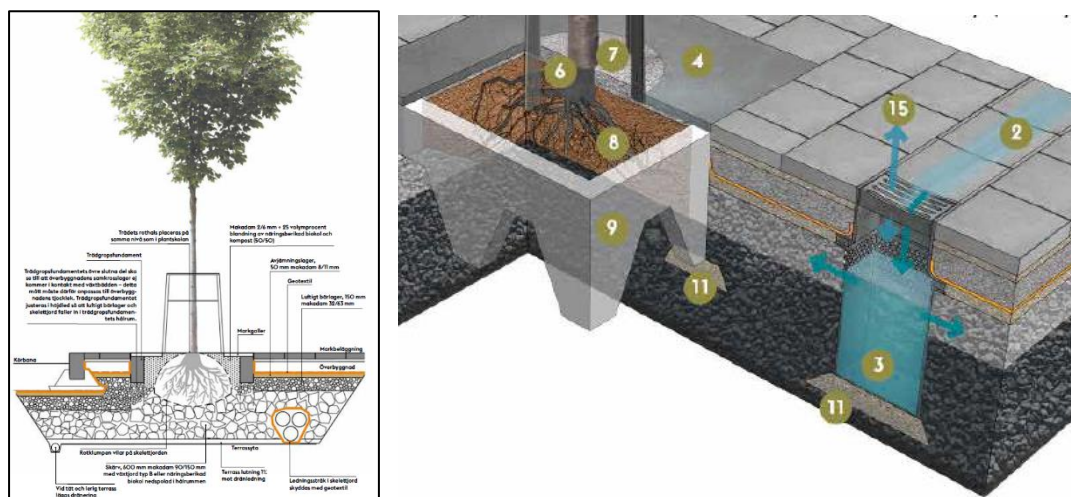 Trädets rothals placeras på
samma nivå som i plantskolan
Trädgropsfundament
Trädgropsfundamentets övre slutna del ska
se till att överbyggnadens samkrosslager ej
kommer i kontakt med växtbädden – detta
mått måste därför anpassas till överbygg-
nadens tjocklek. Trädgropsfundamentet
justeras i höjdled så att luftigt bärlager och
skelettjord faller in i trädgropsfundamen-
tets hålrum.
Körbana
Makadam 2/6 mm + 25 volymprocent
blandning av näringsberikad biokol och
kompost (50/50)
Avjämningslager,
50 mm makadam 8/11 mm
Geotextil
Luftigt bärlager, 150 mm
makadam 32/63 mm
Markgaller
Markbeläggning
Överbyggnad
Terrassyta
Rotklumpen vilar på skelettjorden
Skärv, 600 mm makadam 90/150 mm
med växtjord typ B eller näringsberikad
biokol nedspolad i hålrummen
Terrass lutning 1%
mot dränledning
Ledningsstråk i skelettjord
skyddas med geotextil
Vid tät och lerig terrass
läggs dränering
6
7
4
15
2
8
9
11
3
11